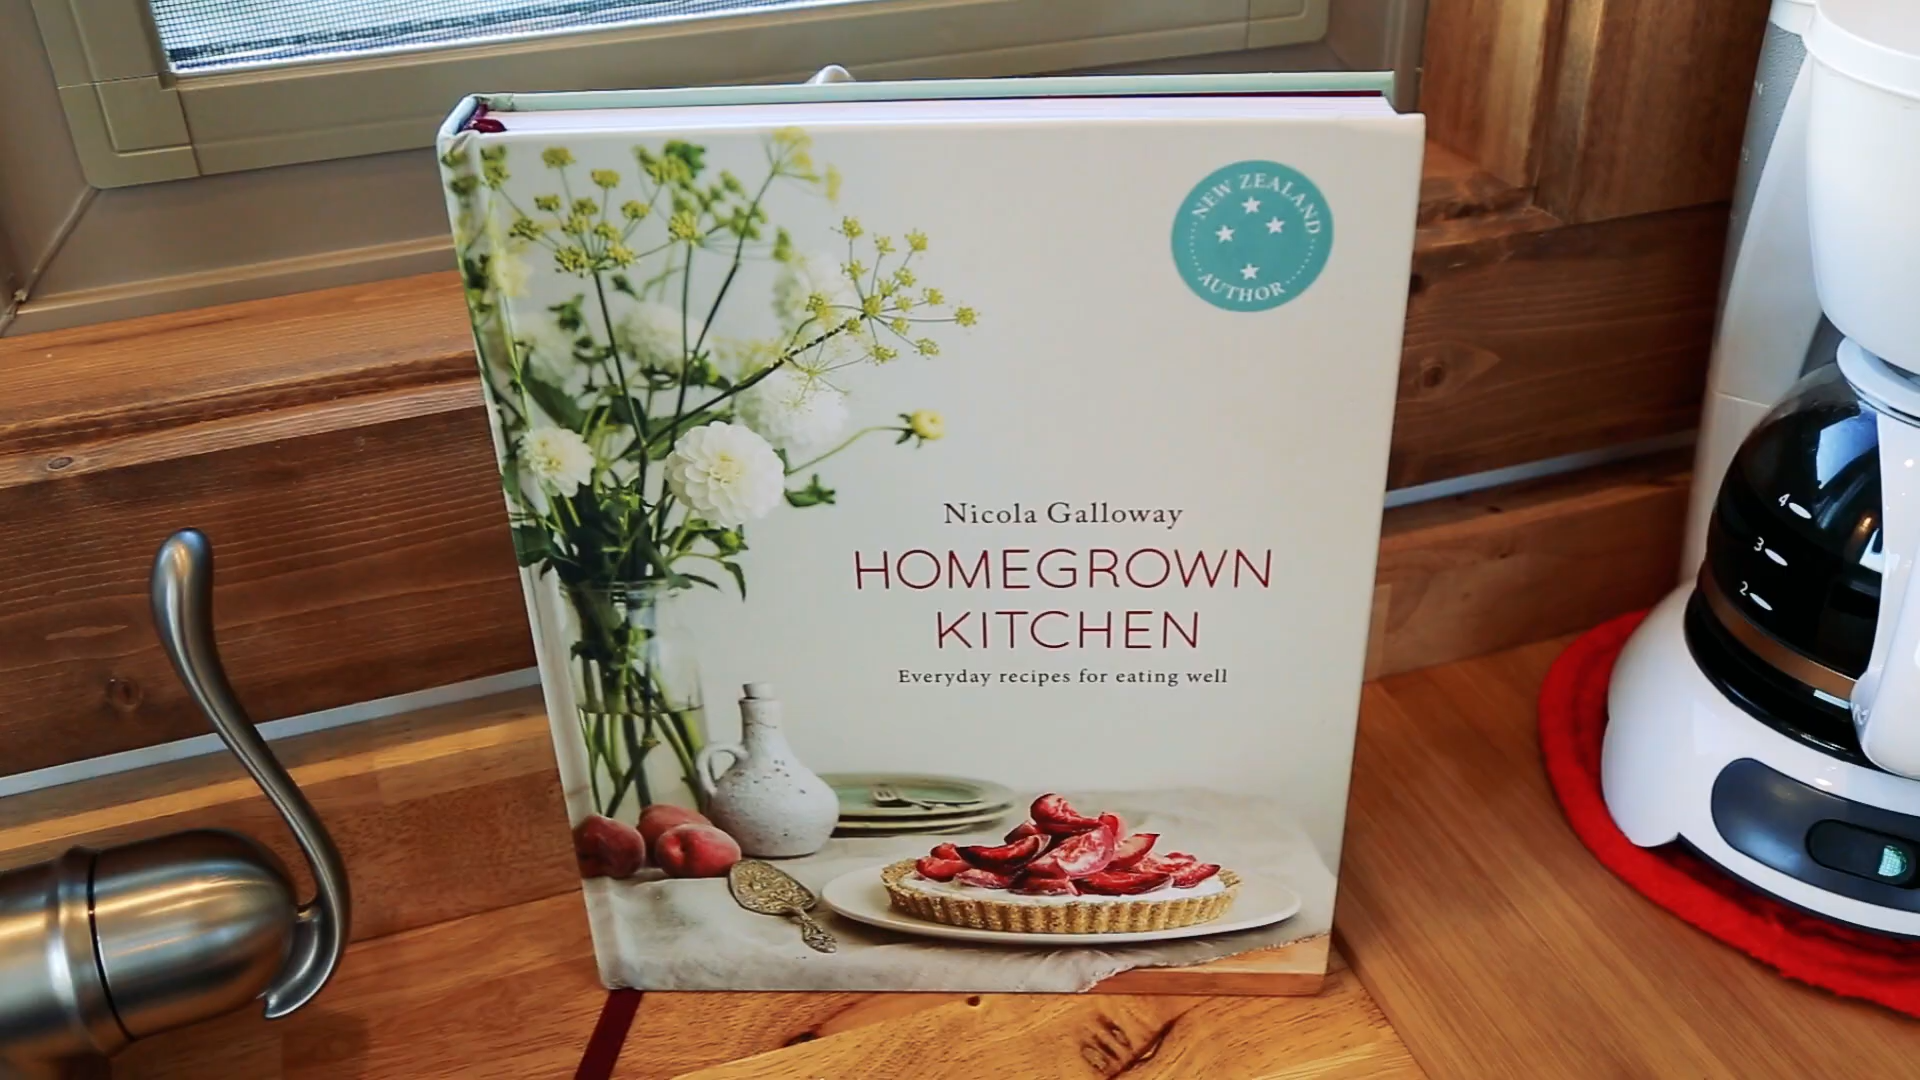 NEW ZEALAND
AUTHOR
Nicola Galloway
HOMEGROWN
KITCHEN
Everyday recipes for eating well
4
3
2